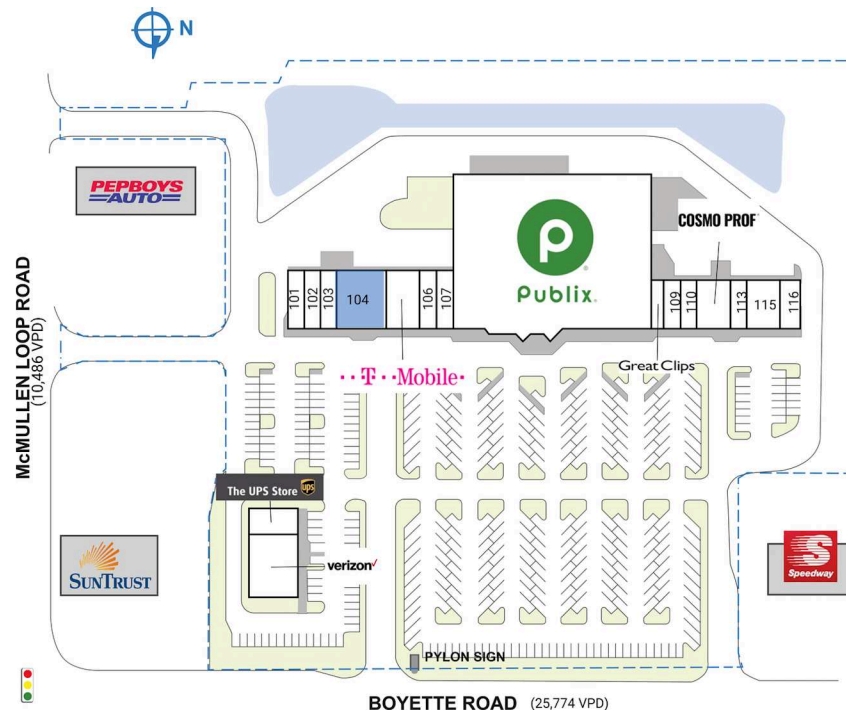 N
PEPBOYS
AUTO
COSMO PROF
Publix.
101
102
103
104
106
107
109
110
113
115
116
T Mobile
Great Clips
McMULLEN LOOP ROAD
(10,486 VPD)
The UPS Store
ups
SUNTRUST
verizon
Speedway
PYLON SIGN
BOYETTE ROAD (25,774 VPD)